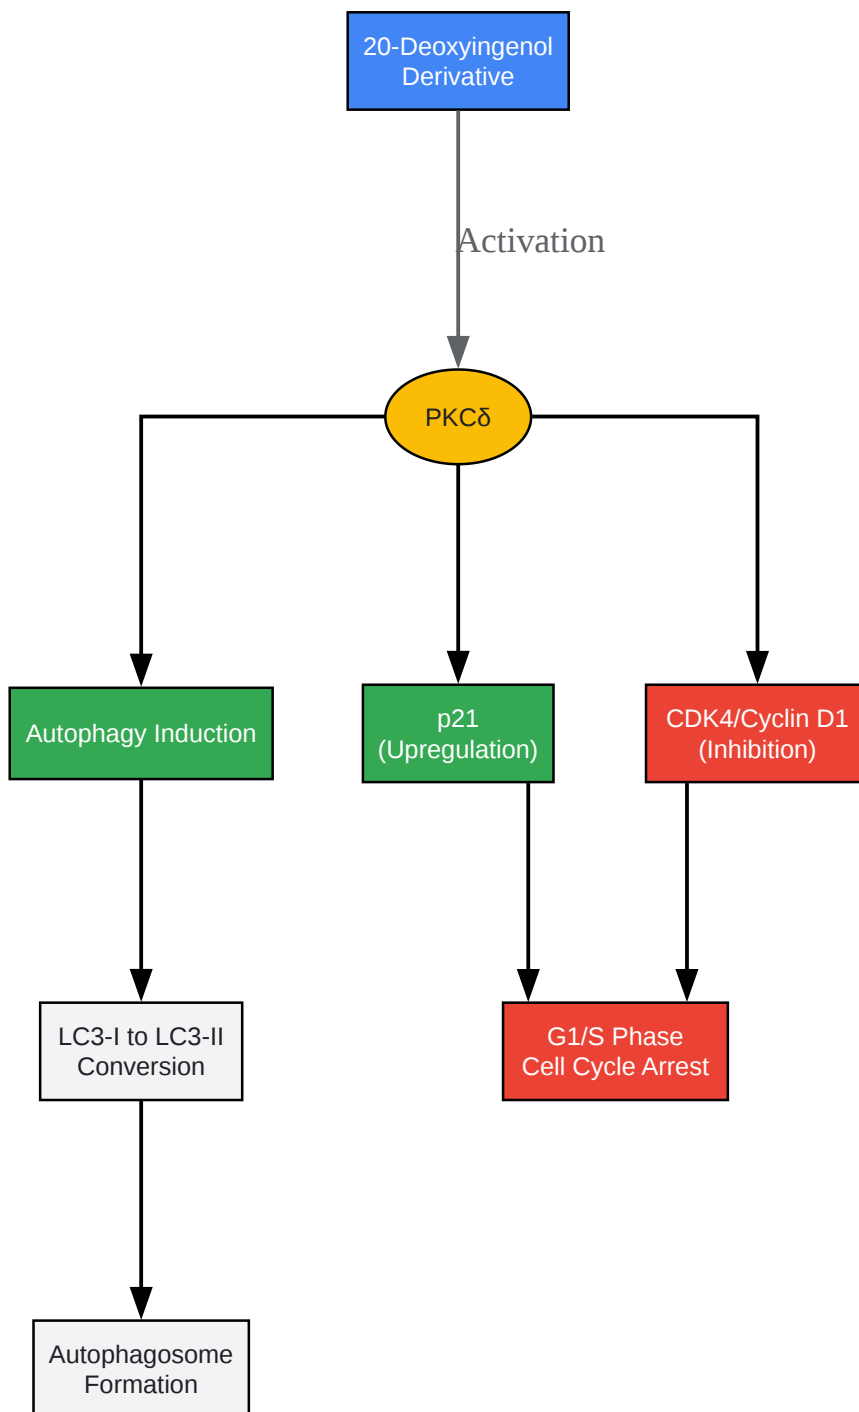 20-Deoxyingenol
Derivative
Activation
PKCδ
Autophagy Induction
p21
(Upregulation)
CDK4/Cyclin D1
(Inhibition)
LC3-I to LC3-II
Conversion
G1/S Phase
Cell Cycle Arrest
Autophagosome
Formation